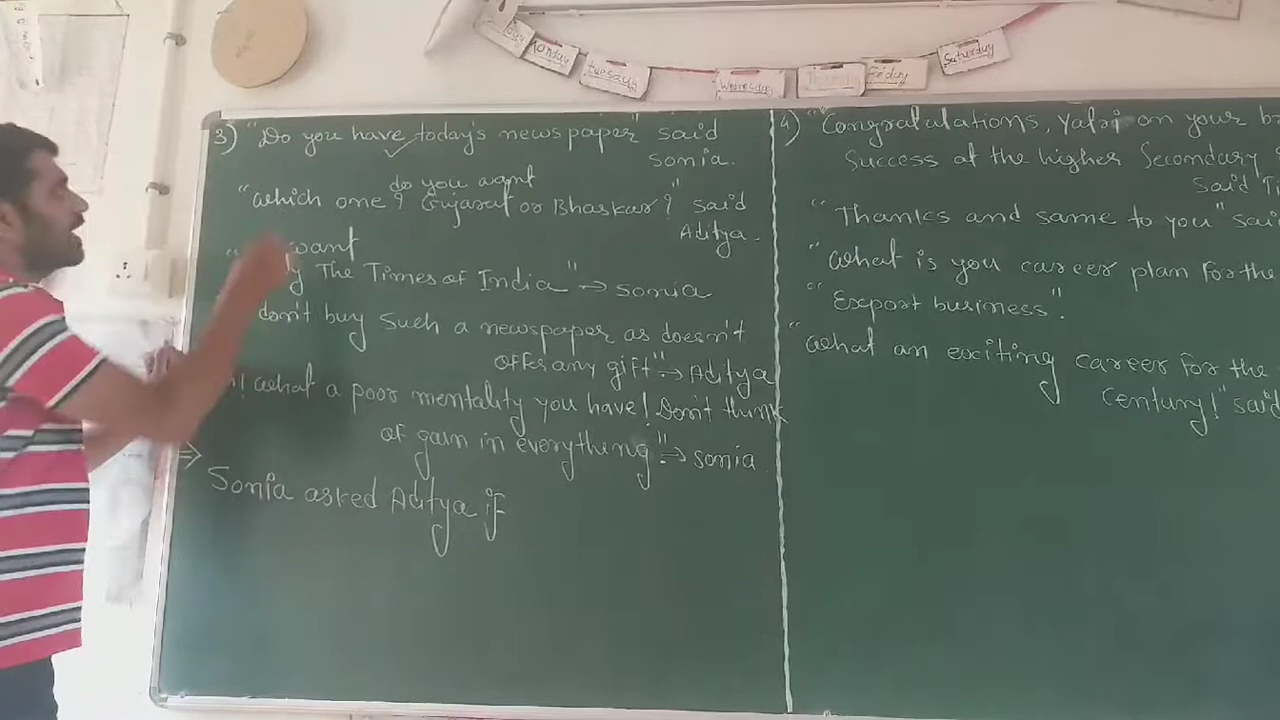 Monday
Tuesday
Wednesday
Thursday
Friday
Saturday
3) "Do you have today's newspaper" said
Sonia.
do you want
"which one? Gujarat or Bhaskar?" said
Aditya.
want
The Times of India" → sonia
don't buy such a newspaper as doesn't
offer any gift" → Aditya
! What a poor mentality you have! Don't think
of gain in everything". → sonia
⇒ Sonia asked Aditya if
4) "Congratulations, on your
Success at the higher Secondary
Said
"Thanks and same to you"
"What is you career plan for the
"Export business".
"What an exciting career for the
Century!"